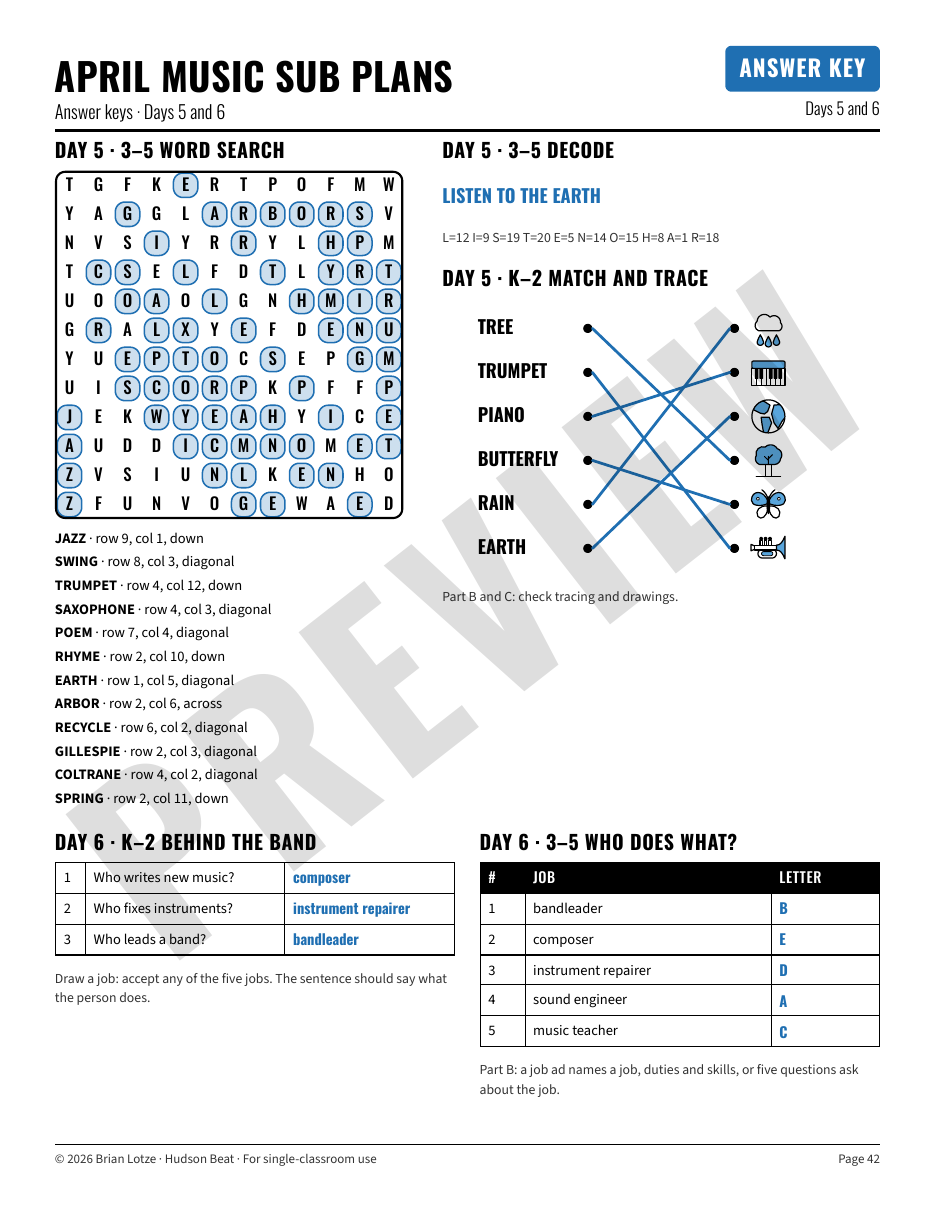 APRIL MUSIC SUB PLANS
Answer keys · Days 5 and 6
ANSWER KEY
Days 5 and 6
DAY 5 · 3–5 WORD SEARCH
T G F K E R T P O F M W
Y A G G L A R B O R S V
N V S I Y R R Y L H P M
T C S E L F D T L Y R T
U O O A O L G N H M I R
G R A L X Y E F D E N U
Y U E P T O C S E P G M
U I S C O R P K P F F P
J E K W Y E A H Y I C E
A U D D I C M N O M E T
Z V S I U N L K E N H O
Z F U N V O G E W A E D
JAZZ · row 9, col 1, down
SWING · row 8, col 3, diagonal
TRUMPET · row 4, col 12, down
SAXOPHONE · row 4, col 3, diagonal
POEM · row 7, col 4, diagonal
RHYME · row 2, col 10, down
EARTH · row 1, col 5, diagonal
ARBOR · row 2, col 6, across
RECYCLE · row 6, col 2, diagonal
GILLESPIE · row 2, col 3, diagonal
COLTRANE · row 4, col 2, diagonal
SPRING · row 2, col 11, down
DAY 5 · 3–5 DECODE
LISTEN TO THE EARTH
L=12 I=9 S=19 T=20 E=5 N=14 O=15 H=8 A=1 R=18
DAY 5 · K–2 MATCH AND TRACE
TREE
TRUMPET
PIANO
BUTTERFLY
RAIN
EARTH
Part B and C: check tracing and drawings.
PREVIEW
DAY 6 · K–2 BEHIND THE BAND
1 Who writes new music? composer
2 Who fixes instruments? instrument repairer
3 Who leads a band? bandleader
Draw a job: accept any of the five jobs. The sentence should say what
the person does.
DAY 6 · 3–5 WHO DOES WHAT?
# JOB LETTER
1 bandleader B
2 composer E
3 instrument repairer D
4 sound engineer A
5 music teacher C
Part B: a job ad names a job, duties and skills, or five questions ask
about the job.
© 2026 Brian Lotze · Hudson Beat · For single-classroom use
Page 42